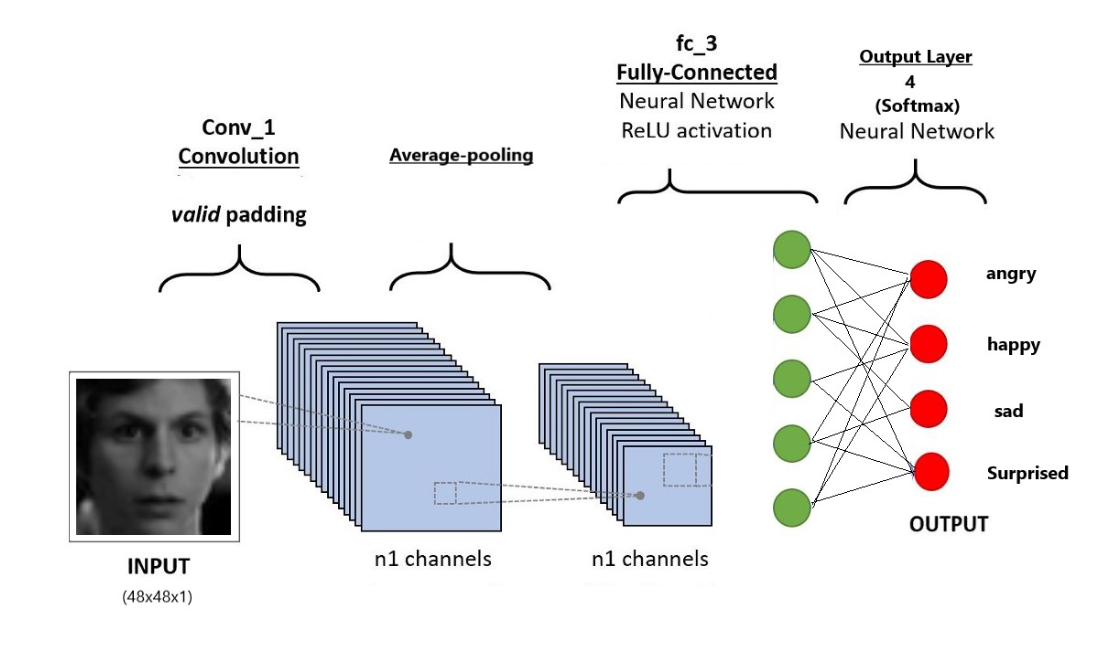 Conv_1
Convolution
valid padding
Average-pooling
fc_3
Fully-Connected
Neural Network
ReLU activation
Output Layer
4
(Softmax)
Neural Network
INPUT
(48x48x1)
n1 channels
n1 channels
angry
happy
sad
Surprised
OUTPUT